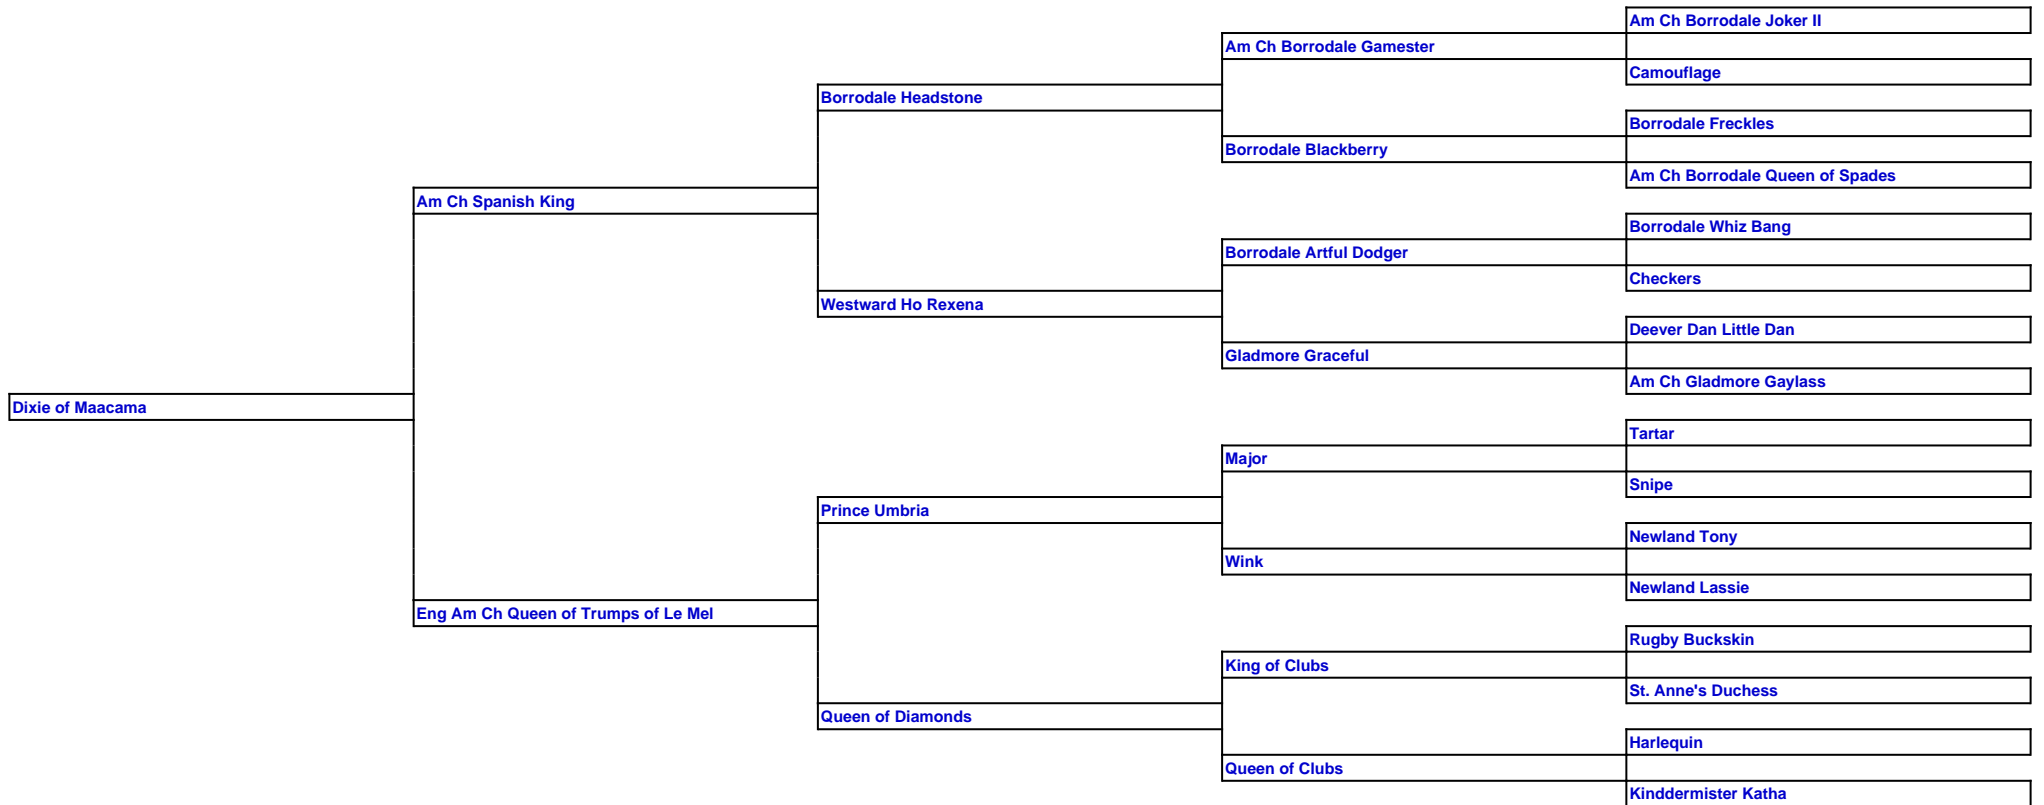 Am Ch Borrodale Joker II
Am Ch Borrodale Gamester
Camouflage
Borrodale Headstone
Borrodale Freckles
Borrodale Blackberry
Am Ch Borrodale Queen of Spades
Am Ch Spanish King
Borrodale Whiz Bang
Borrodale Artful Dodger
Checkers
Westward Ho Rexena
Deever Dan Little Dan
Gladmore Graceful
Am Ch Gladmore Gaylass
Dixie of Maacama
Tartar
Major
Snipe
Prince Umbria
Newland Tony
Wink
Newland Lassie
Eng Am Ch Queen of Trumps of Le Mel
Rugby Buckskin
King of Clubs
St. Anne's Duchess
Queen of Diamonds
Harlequin
Queen of Clubs
Kinddermister Katha